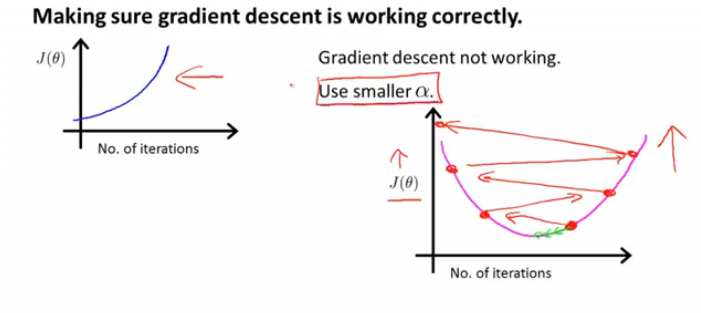 Making sure gradient descent is working correctly.
J(θ)
No. of iterations
Gradient descent not working.
Use smaller α.
J(θ)
No. of iterations